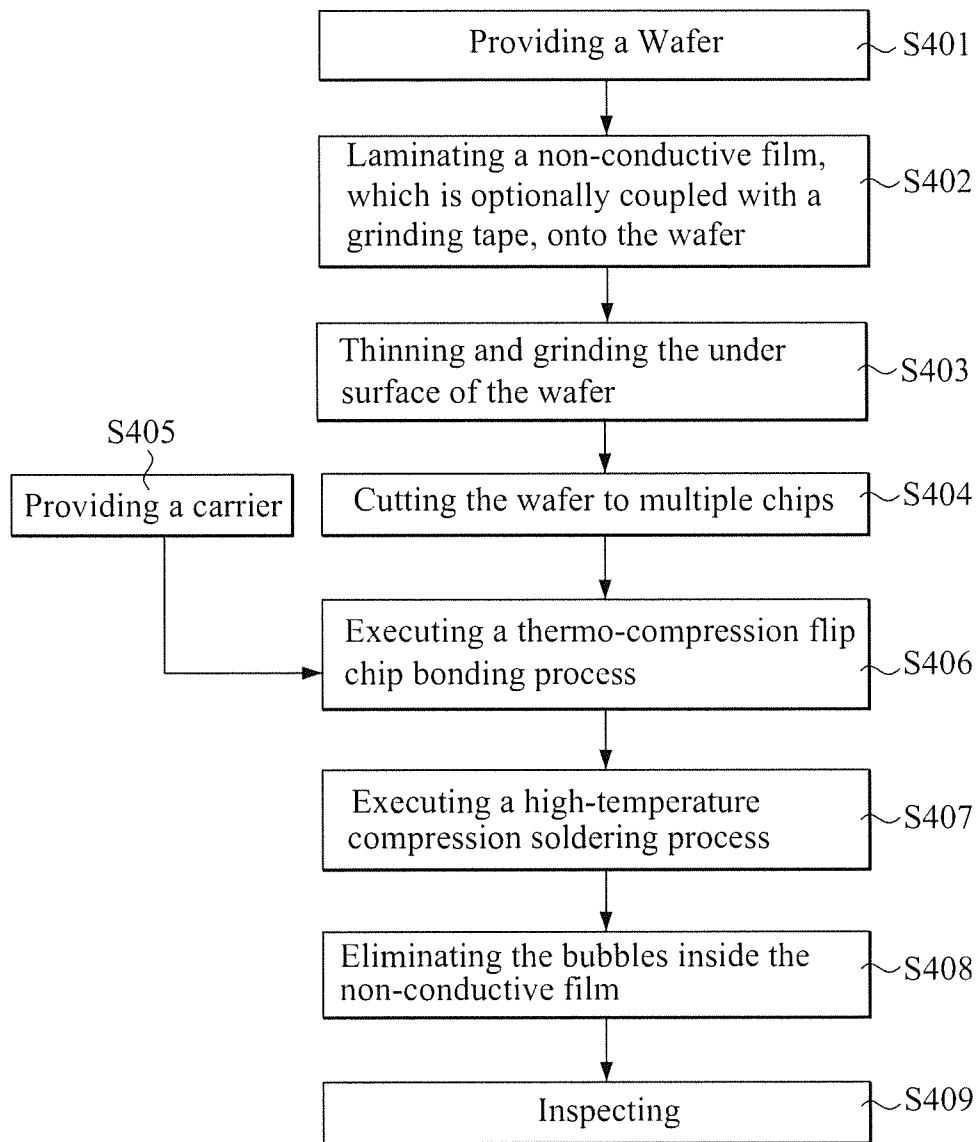 Providing a Wafer
S401
Laminating a non-conductive film,
which is optionally coupled with a
grinding tape, onto the wafer
S402
Thinning and grinding the under
surface of the wafer
S403
S405
Providing a carrier
Cutting the wafer to multiple chips
S404
Executing a thermo-compression flip
chip bonding process
S406
Executing a high-temperature
compression soldering process
S407
Eliminating the bubbles inside the
non-conductive film
S408
Inspecting
S409